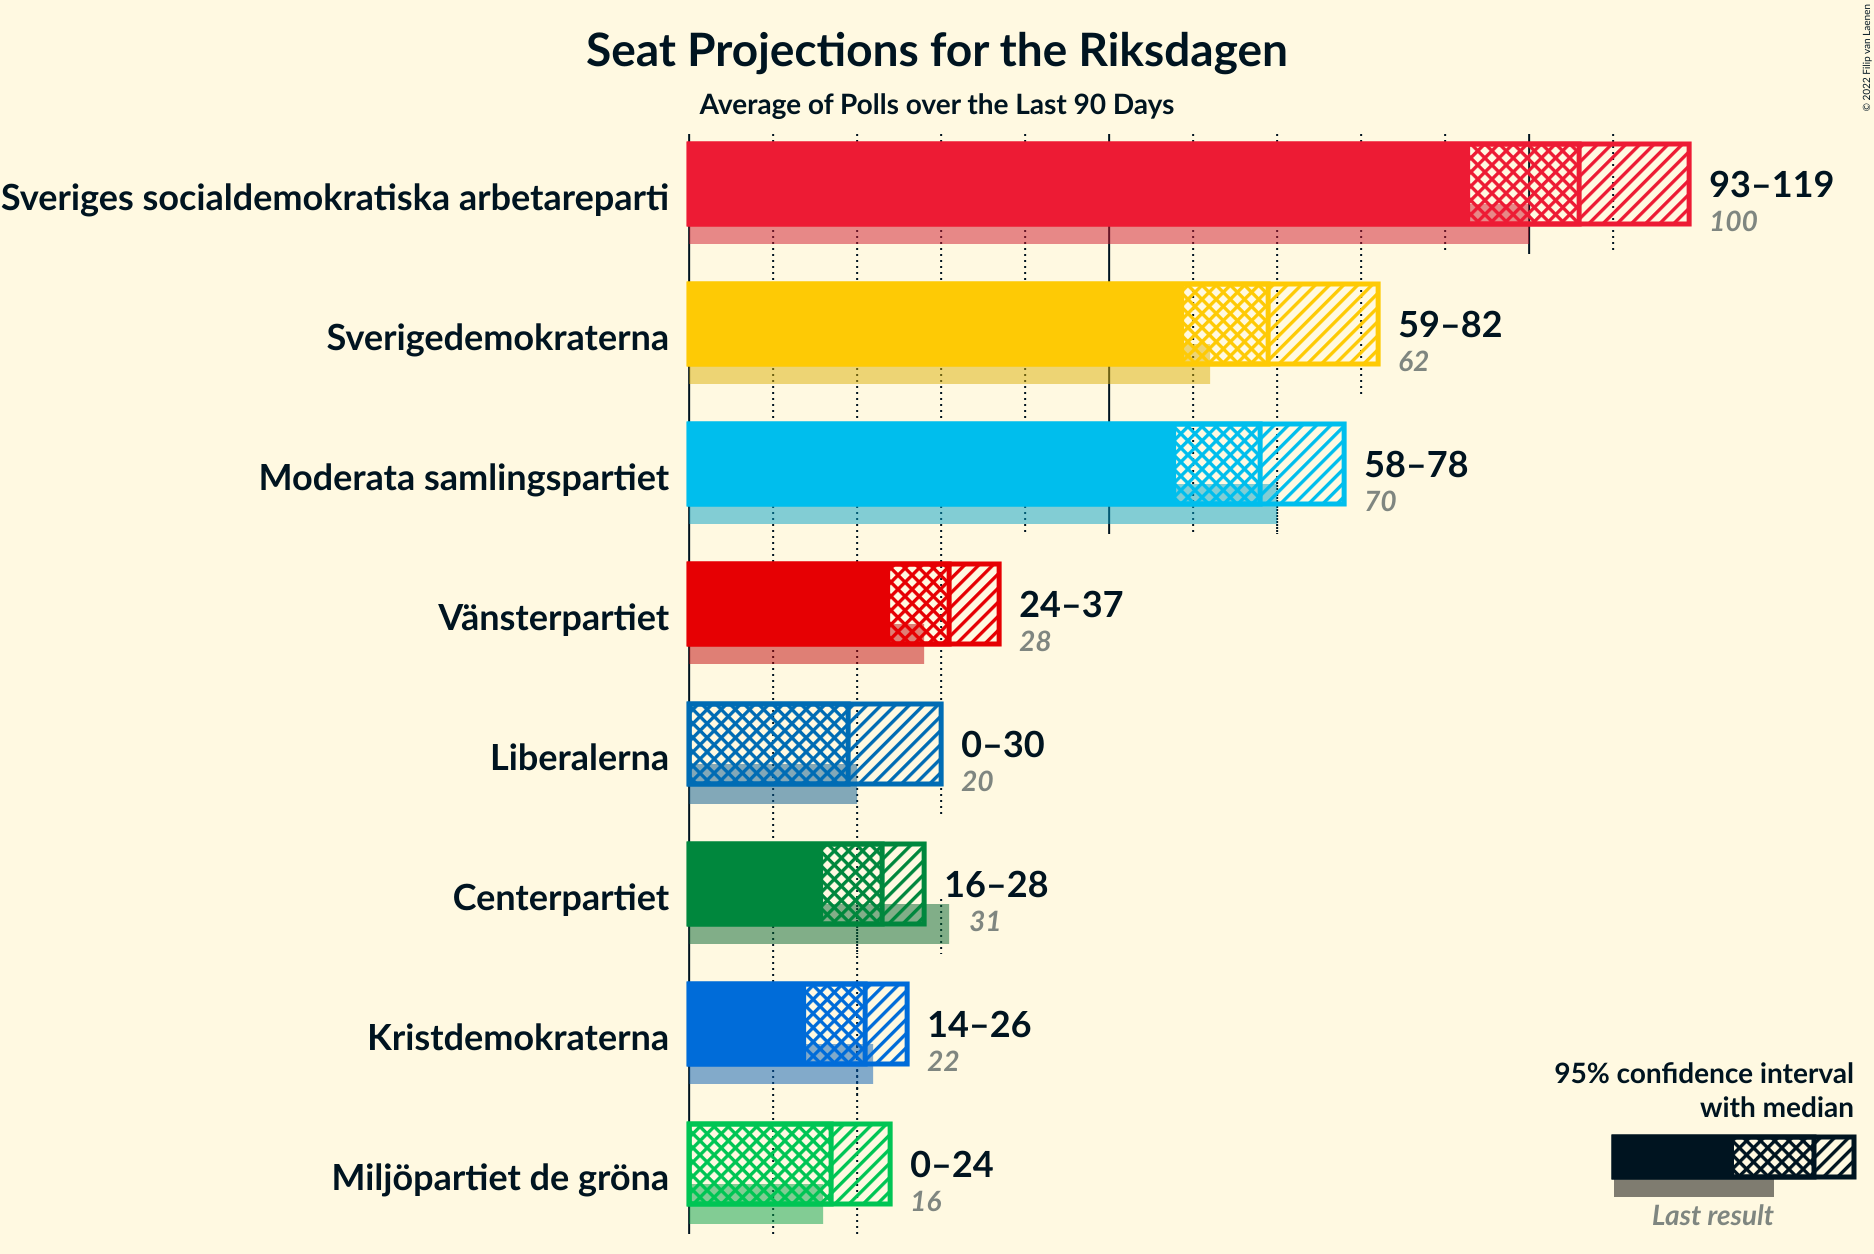 © 2022 Filip van Laenen
Seat Projections for the Riksdagen
Average of Polls over the Last 90 Days
Sveriges socialdemokratiska arbetareparti
93–119
100
Sverigedemokraterna
59–82
62
Moderata samlingspartiet
58–78
70
Vänsterpartiet
24–37
28
Liberalerna
0–30
20
Centerpartiet
16–28
31
Kristdemokraterna
14–26
22
Miljöpartiet de gröna
0–24
16
95% confidence interval
with median
Last result